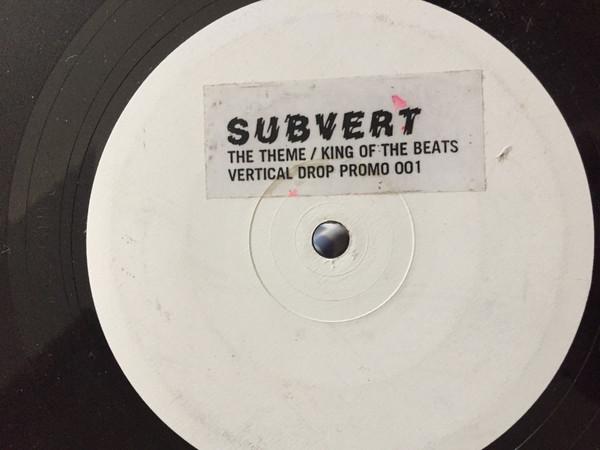 SUBVERT
THE THEME / KING OF THE BEATS
VERTICAL DROP PROMO 001